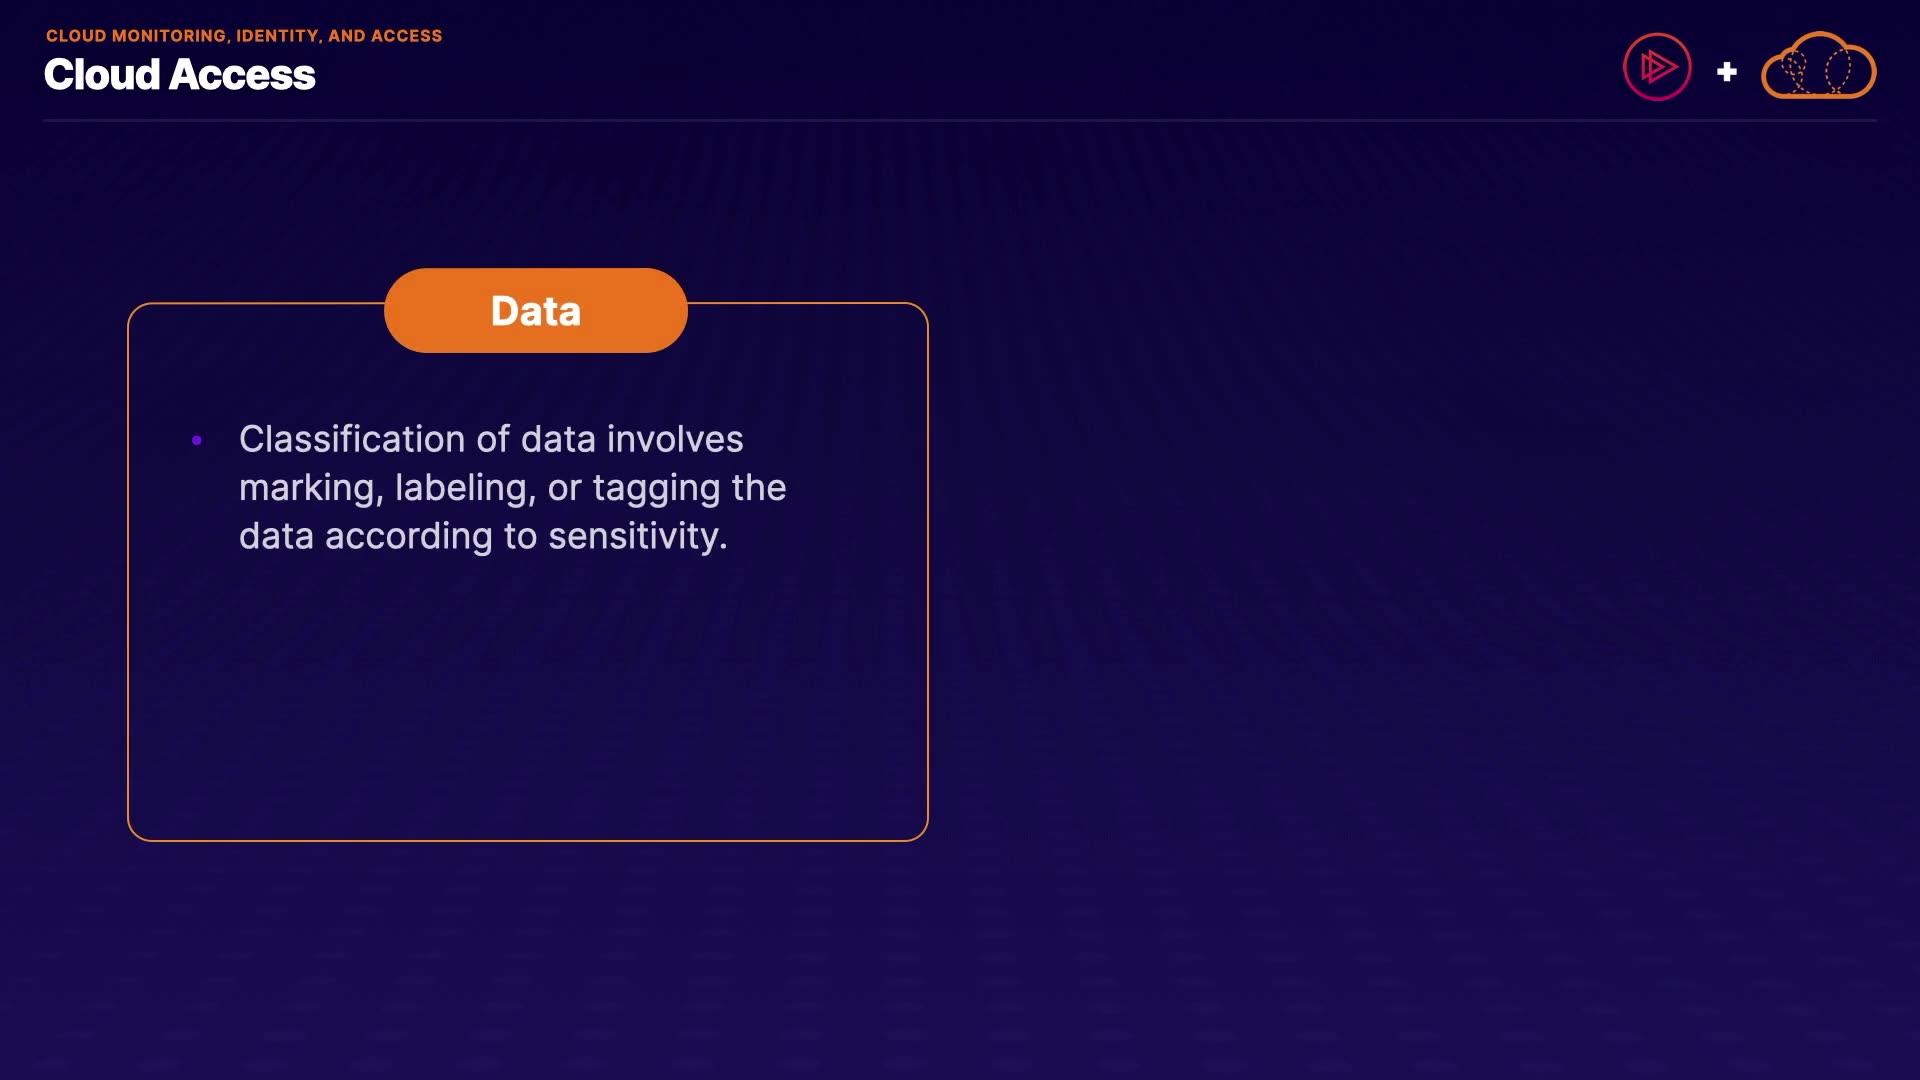 CLOUD MONITORING, IDENTITY, AND ACCESS
Cloud Access
+
Data
• Classification of data involves
marking, labeling, or tagging the
data according to sensitivity.